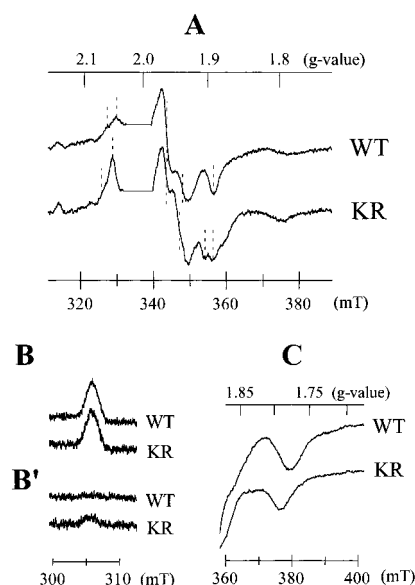 A
2.1 2.0 1.9 1.8 (g-value)
WT
KR
320 340 360 380 (mT)
B
WT
KR
B'
WT
KR
300 310 (mT)
C
1.85 1.75 (g-value)
WT
KR
360 380 400 (mT)